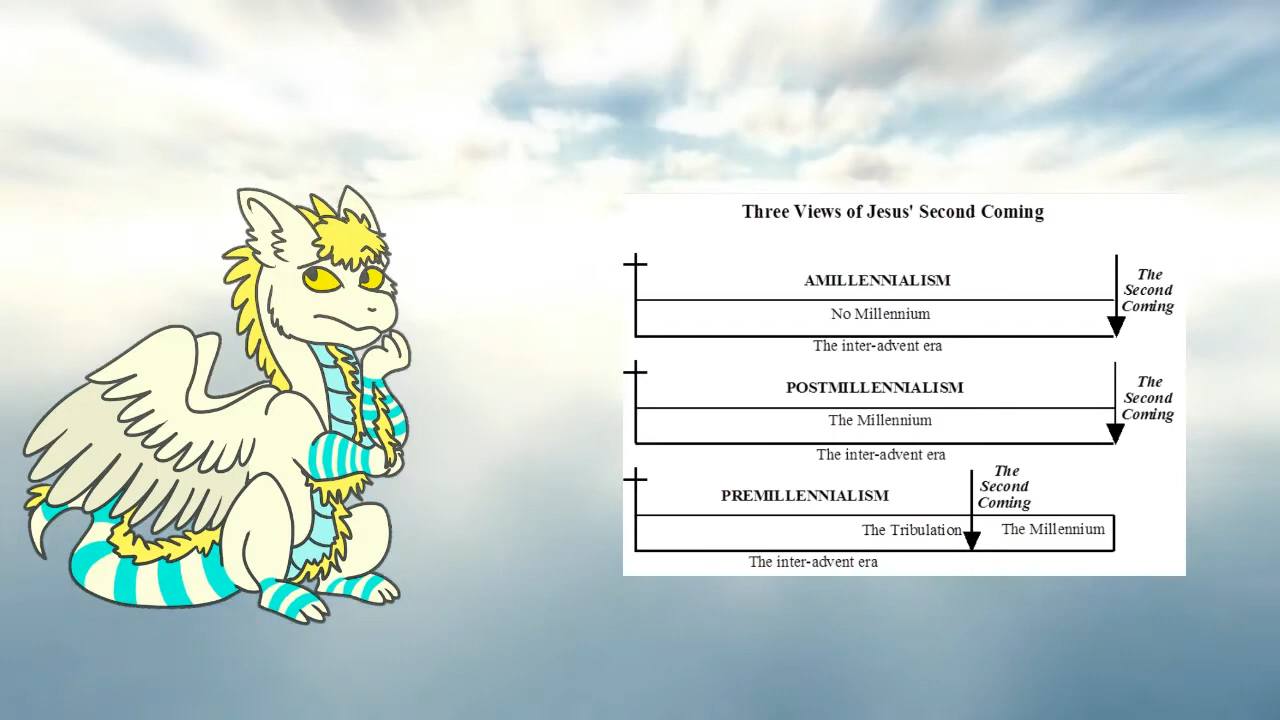 Three Views of Jesus' Second Coming
AMILLENNIALISM
No Millennium
The inter-advent era
The
Second
Coming
POSTMILLENNIALISM
The Millennium
The inter-advent era
The
Second
Coming
PREMILLENNIALISM
The
Second
Coming
The Tribulation
The Millennium
The inter-advent era